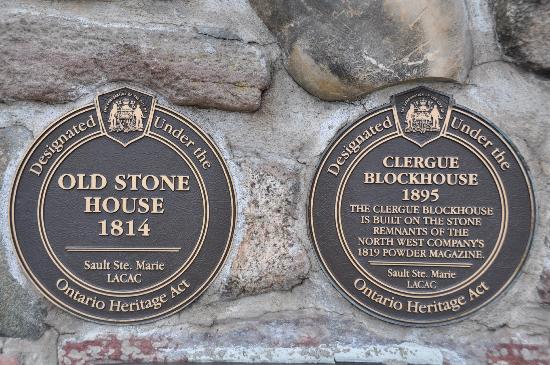 Designated Under the
OLD STONE
HOUSE
1814
Sault Ste. Marie
LACAC
Ontario Heritage Act
Designated Under the
CLERGUE
BLOCKHOUSE
1895
THE CLERGUE BLOCKHOUSE
IS BUILT ON THE STONE
REMNANTS OF THE
NORTH WEST COMPANY'S
1819 POWDER MAGAZINE.
Sault Ste. Marie
LACAC
Ontario Heritage Act